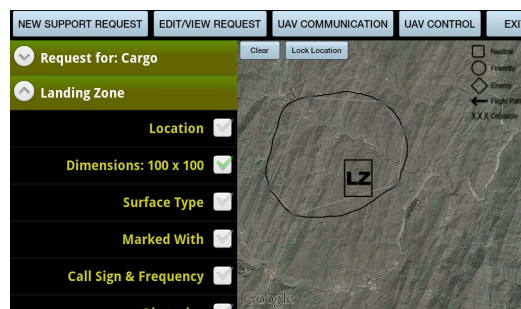 NEW SUPPORT REQUEST
EDIT/VIEW REQUEST
UAV COMMUNICATION
UAV CONTROL
Request for: Cargo
Clear
Lock Location
Landing Zone
Location
Dimensions: 100 x 100
Surface Type
Marked With
Call Sign & Frequency
Neutral
Friendly
Enemy
Flight Pat
XXX Obstacle
LZ
Google